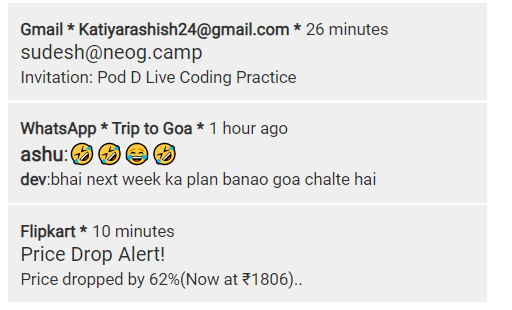 Gmail * Katiyarashish24@gmail.com * 26 minutes
sudesh@neog.camp
Invitation: Pod D Live Coding Practice
WhatsApp * Trip to Goa * 1 hour ago
ashu:🤣🤣😂🤣
dev:bhai next week ka plan banao goa chalte hai
Flipkart * 10 minutes
Price Drop Alert!
Price dropped by 62%(Now at ₹1806)..